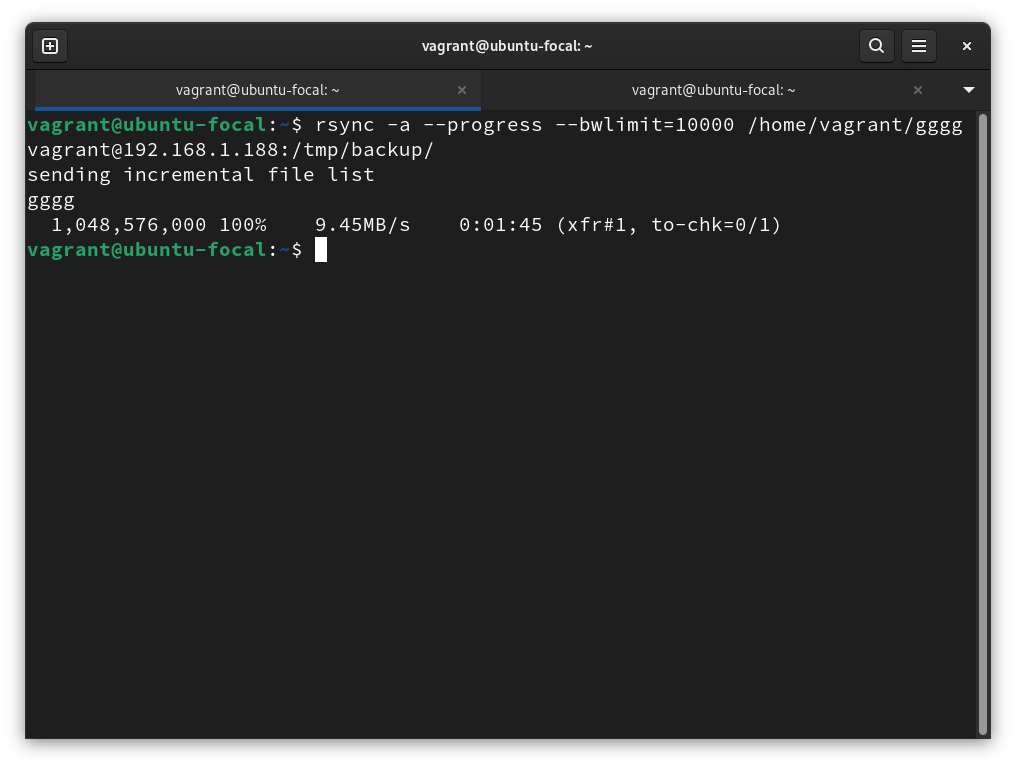 vagrant@ubuntu-focal: ~
vagrant@ubuntu-focal: ~
vagrant@ubuntu-focal: ~
vagrant@ubuntu-focal:~$ rsync -a --progress --bwlimit=10000 /home/vagrant/gggg
vagrant@192.168.1.188:/tmp/backup/
sending incremental file list
gggg
  1,048,576,000 100%    9.45MB/s    0:01:45 (xfr#1, to-chk=0/1)
vagrant@ubuntu-focal:~$